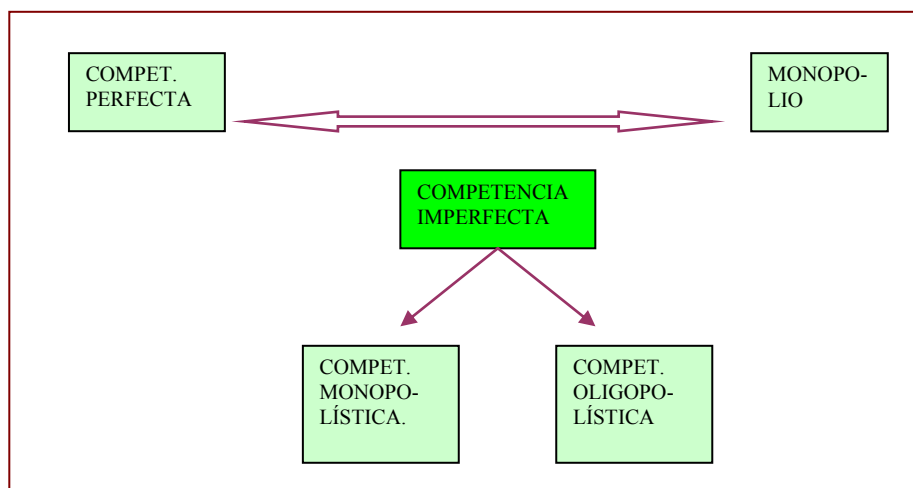 COMPET.
PERFECTA
MONOPO-
LIO
COMPETENCIA
IMPERFECTA
COMPET.
MONOPO-
LÍSTICA.
COMPET.
OLIGOPO-
LÍSTICA